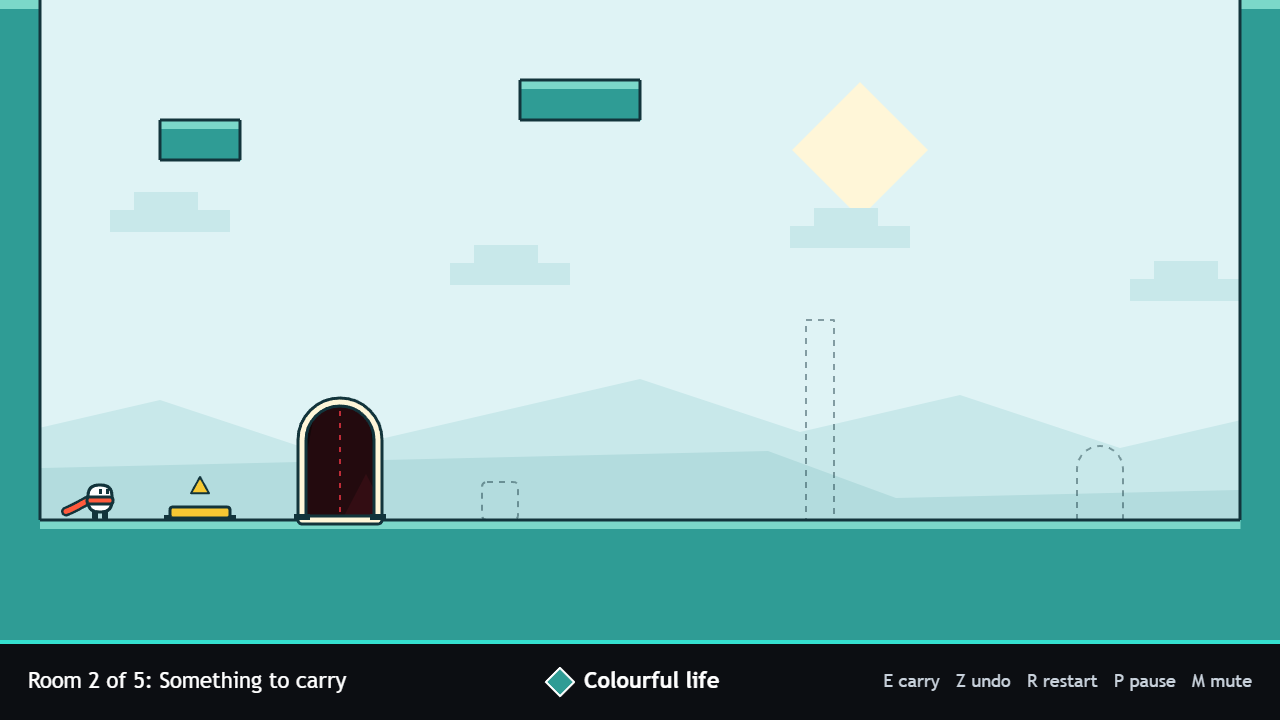 Room 2 of 5: Something to carry
Colourful life
E carry Z undo R restart P pause M mute